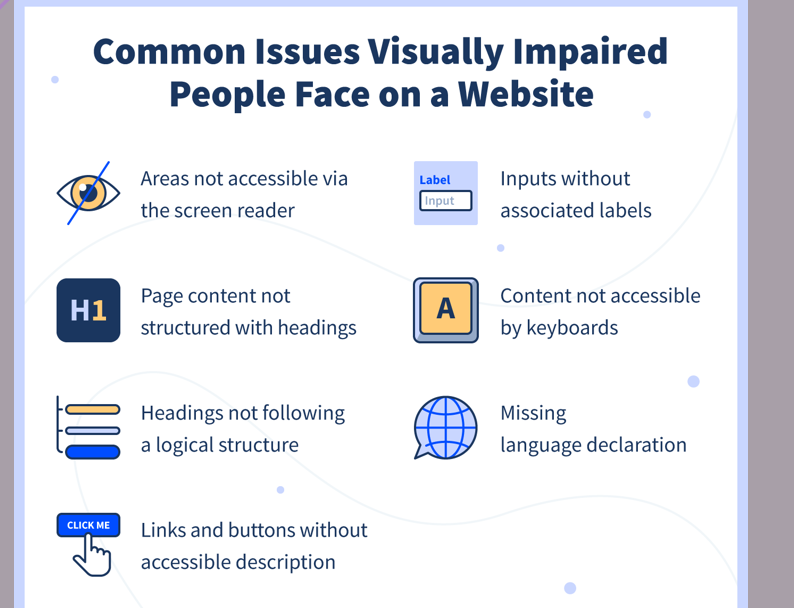 Common Issues Visually Impaired
People Face on a Website
Areas not accessible via
the screen reader
Label
Input
Inputs without
associated labels
H1
Page content not
structured with headings
A
Content not accessible
by keyboards
Headings not following
a logical structure
Missing
language declaration
CLICK ME
Links and buttons without
accessible description